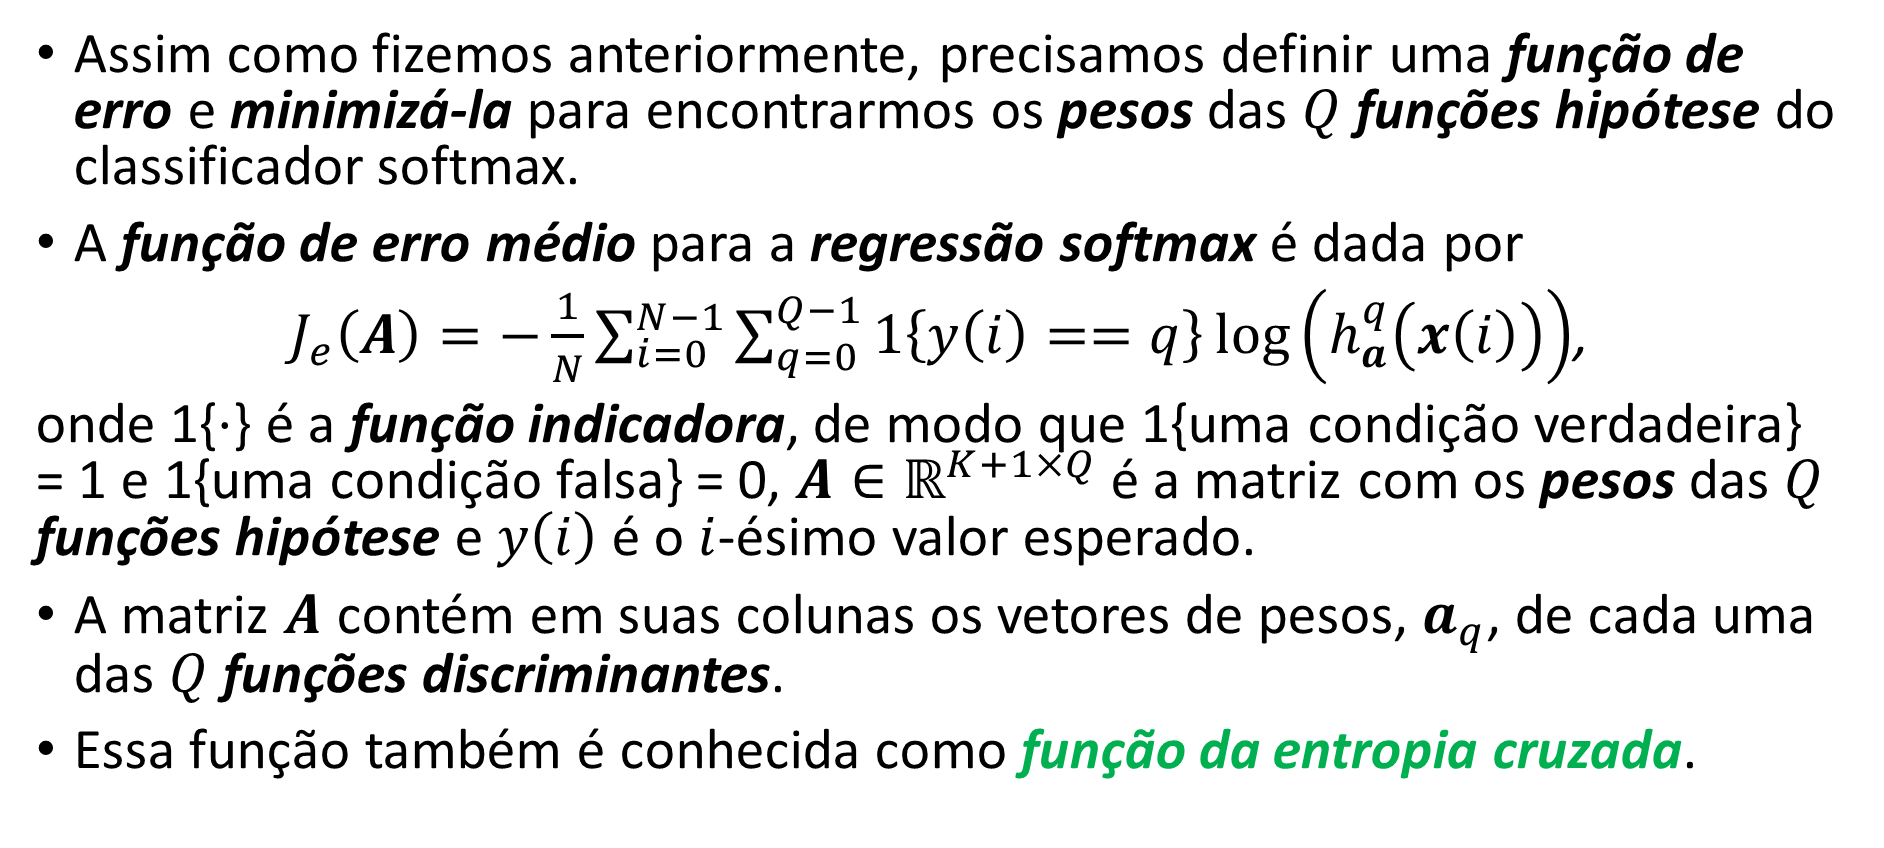 • Assim como fizemos anteriormente, precisamos definir uma função de
erro e minimizá-la para encontrarmos os pesos das Q funções hipótese do
classificador softmax.
• A função de erro médio para a regressão softmax é dada por
J_e(A) = −\frac{1}{N} ∑_{i=0}^{N−1} ∑_{q=0}^{Q−1} 1{y(i) == q} log(h_a^q(x(i))),
onde 1{·} é a função indicadora, de modo que 1{uma condição verdadeira}
= 1 e 1{uma condição falsa} = 0, A ∈ ℝ^{K+1×Q} é a matriz com os pesos das Q
funções hipótese e y(i) é o i-ésimo valor esperado.
• A matriz A contém em suas colunas os vetores de pesos, a_q, de cada uma
das Q funções discriminantes.
• Essa função também é conhecida como função da entropia cruzada.